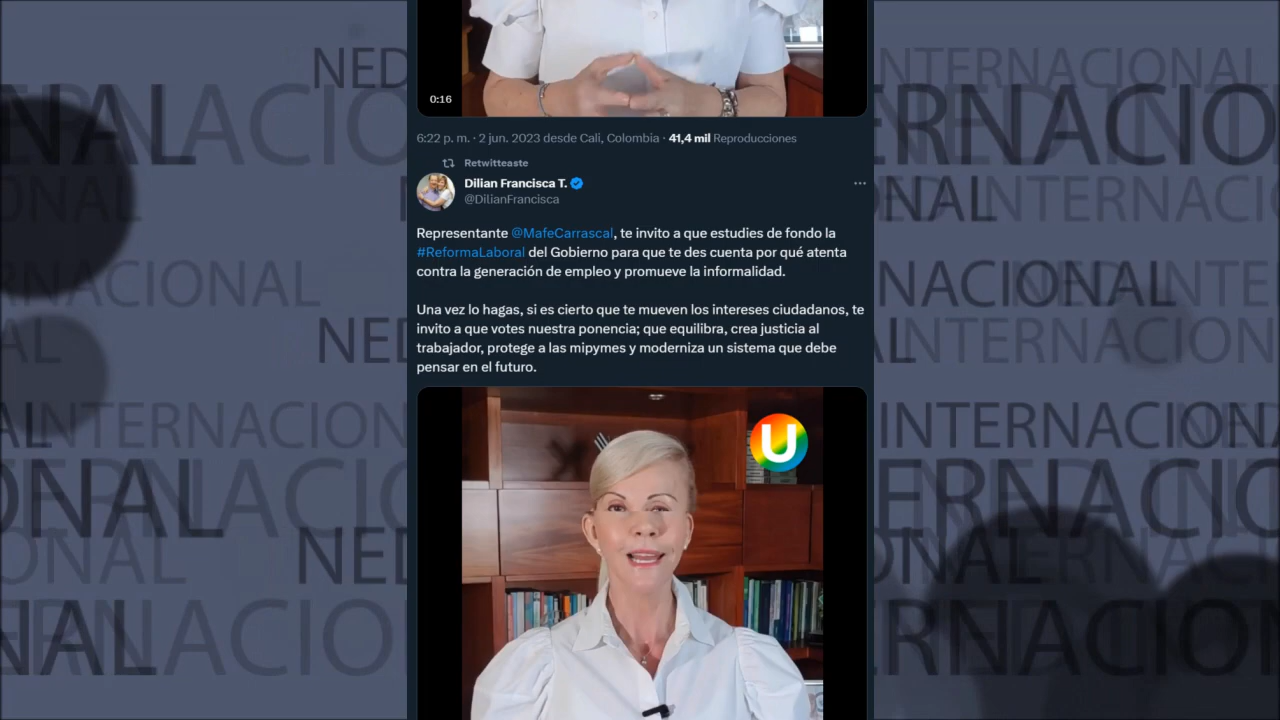 0:16
6:22 p. m. · 2 jun. 2023 desde Cali, Colombia · 41,4 mil Reproducciones
Retwitteaste
Dilian Francisca T.
@DilianFrancisca
Representante @MafeCarrascal, te invito a que estudies de fondo la
#ReformaLaboral del Gobierno para que te des cuenta por qué atenta
contra la generación de empleo y promueve la informalidad.
Una vez lo hagas, si es cierto que te mueven los intereses ciudadanos, te
invito a que votes nuestra ponencia; que equilibra, crea justicia al
trabajador, protege a las mipymes y moderniza un sistema que debe
pensar en el futuro.
U